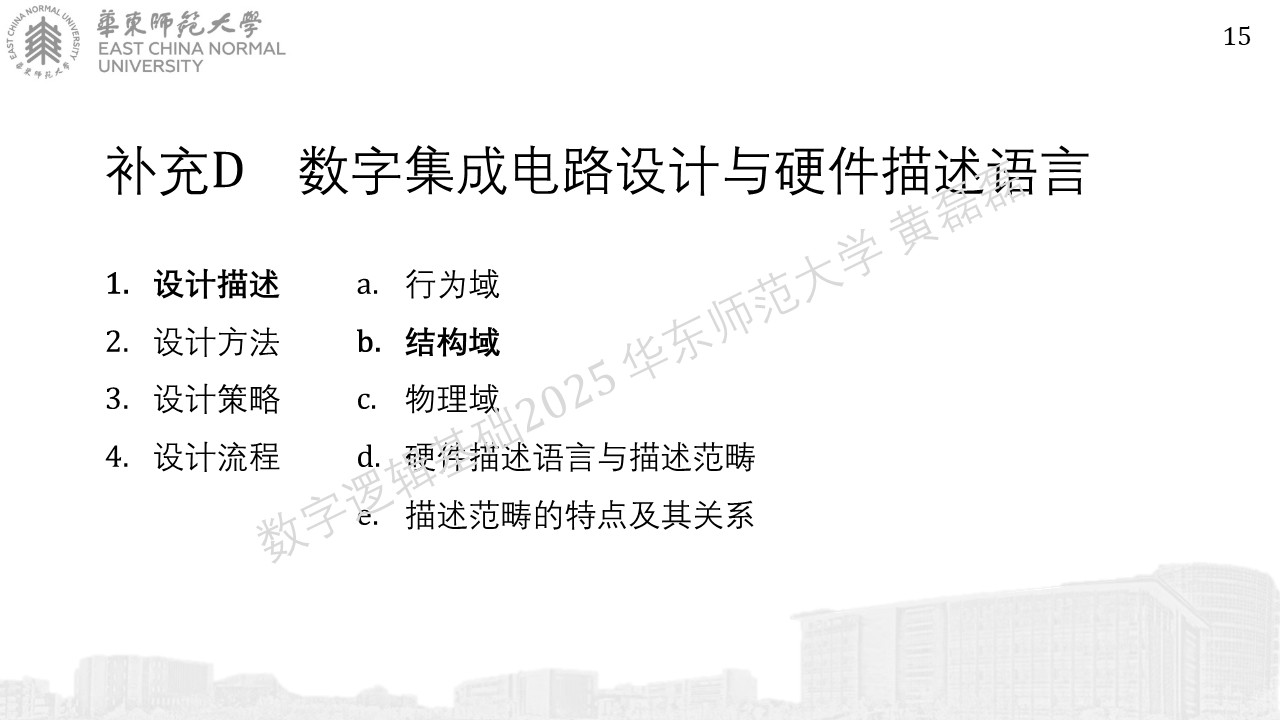 華東師範大學
EAST CHINA NORMAL
UNIVERSITY
EAST CHINA NORMAL UNIVERSITY
華東師範大學
15
补充D 数字集成电路设计与硬件描述语言
1. 设计描述
2. 设计方法
3. 设计策略
4. 设计流程
a. 行为域
b. 结构域
c. 物理域
d. 硬件描述语言与描述范畴
e. 描述范畴的特点及其关系
数字逻辑基础2025 华东师范大学 黄磊磊